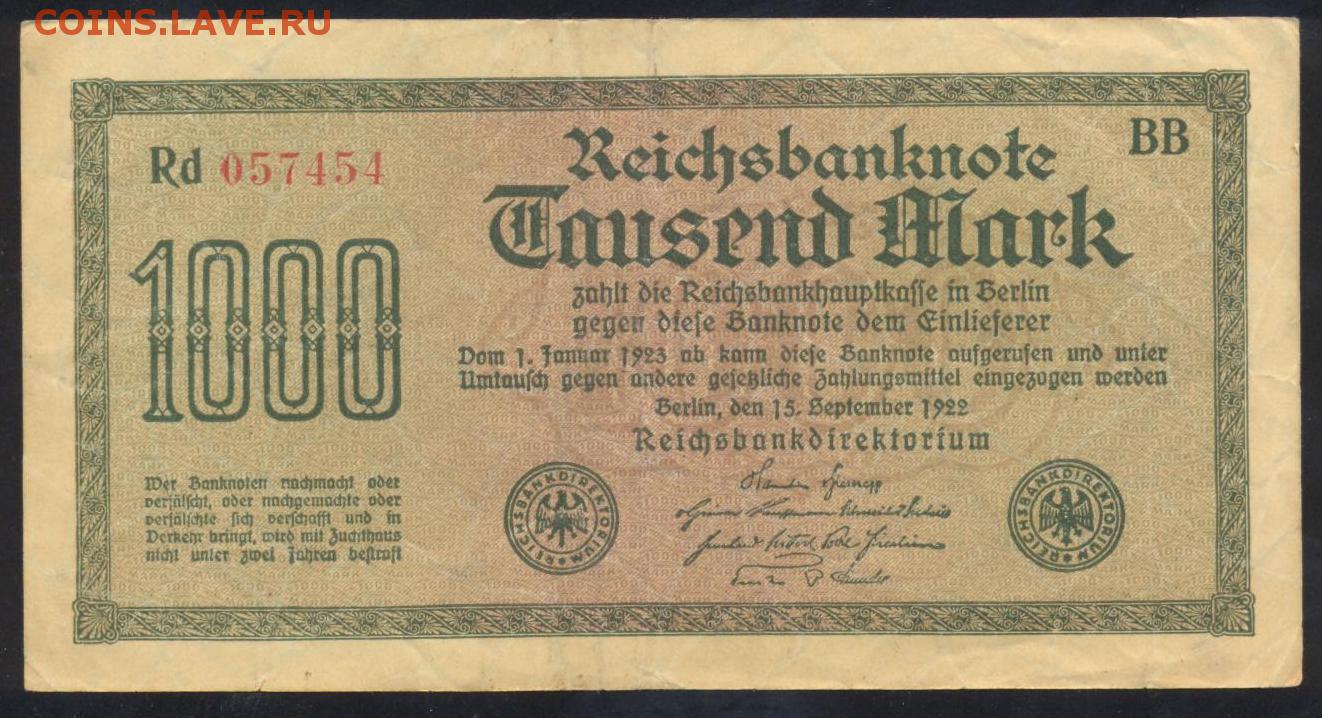 COINS.LAVE.RU
Rd 057454
BB
Reichsbanknote
Tausend Mark
1000
zahlt die Reichsbankhauptkasse in Berlin
gegen diese Banknote dem Einlieferer
Vom 1. Januar 1923 ab kann diese Banknote aufgerufen und unter
Umtausch gegen andere gesetzliche Zahlungsmittel eingezogen werden
Berlin, den 15. September 1922
Reichsbankdirektorium
Wer Banknoten nachmacht oder
verfälscht, oder nachgemachte oder
verfälschte sich verschafft und in
Verkehr bringt, wird mit Zuchthaus
nicht unter zwei Jahren bestraft
REICHSBANKDIREKTORIUM
REICHSBANKDIREKTORIUM